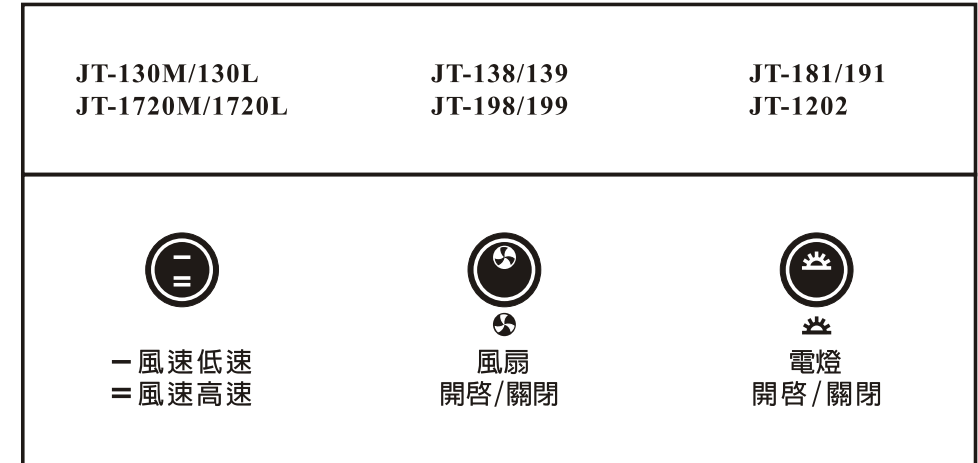 JT-130M/130L
JT-1720M/1720L
JT-138/139
JT-198/199
JT-181/191
JT-1202
－風速低速
＝風速高速
風扇
開啓/關閉
電燈
開啓/關閉